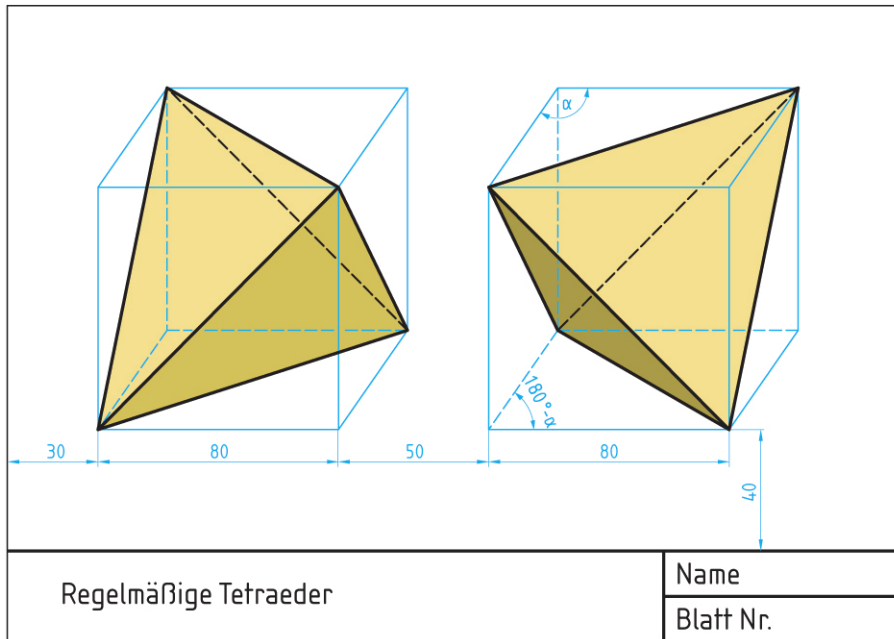 α
180°-α
30
80
50
80
40
Regelmäßige Tetraeder
Name
Blatt Nr.